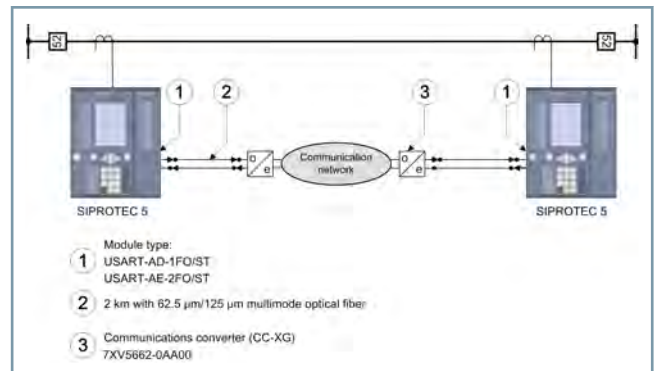 52
52
1
2
3
1
o
e
Communication
network
o
e
SIPROTEC 5
SIPROTEC 5
Module type:
1 USART-AD-1FO/ST
USART-AE-2FO/ST
2 2 km with 62.5 µm/125 µm multimode optical fiber
3 Communications converter (CC-XG)
7XV5662-0AA00